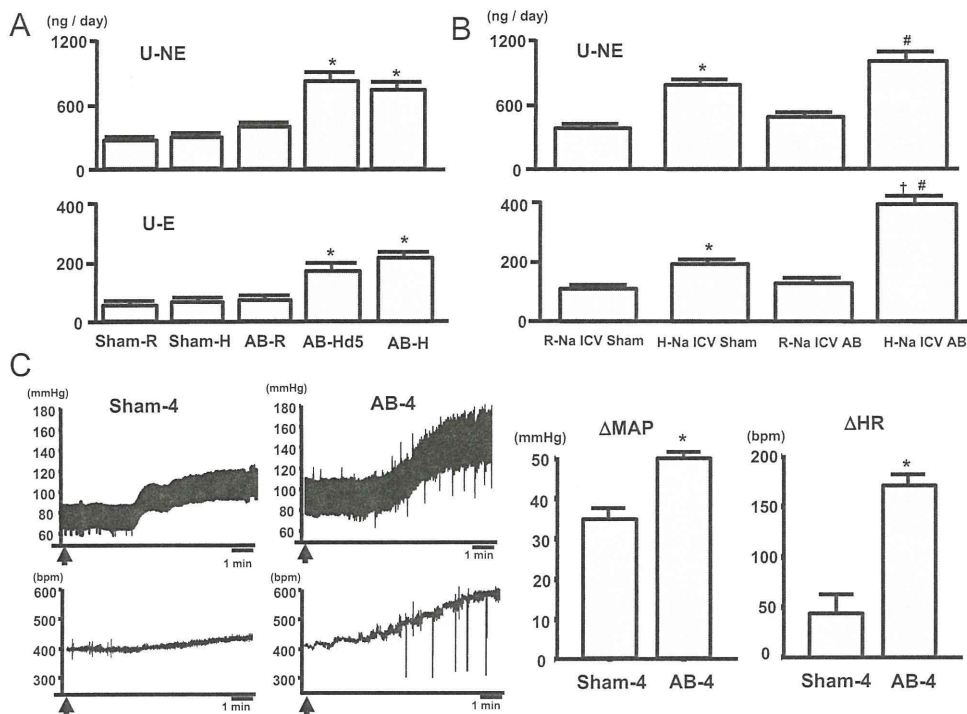 A
(ng / day)
U-NE
1200
600
0
* *
U-E
400
200
0
* *
Sham-R Sham-H AB-R AB-Hd5 AB-H
B
(ng / day)
U-NE
1200
600
0
* #
U-E
400
200
0
* † #
R-Na ICV Sham H-Na ICV Sham R-Na ICV AB H-Na ICV AB
C
(mmHg)
Sham-4
180
160
140
120
100
80
60
1 min
(mmHg)
AB-4
180
160
140
120
100
80
60
1 min
(bpm)
600
500
400
300
1 min
(bpm)
600
500
400
300
1 min
(mmHg)
ΔMAP
50
40
30
20
10
0
*
Sham-4 AB-4
(bpm)
ΔHR
200
150
100
50
0
*
Sham-4 AB-4